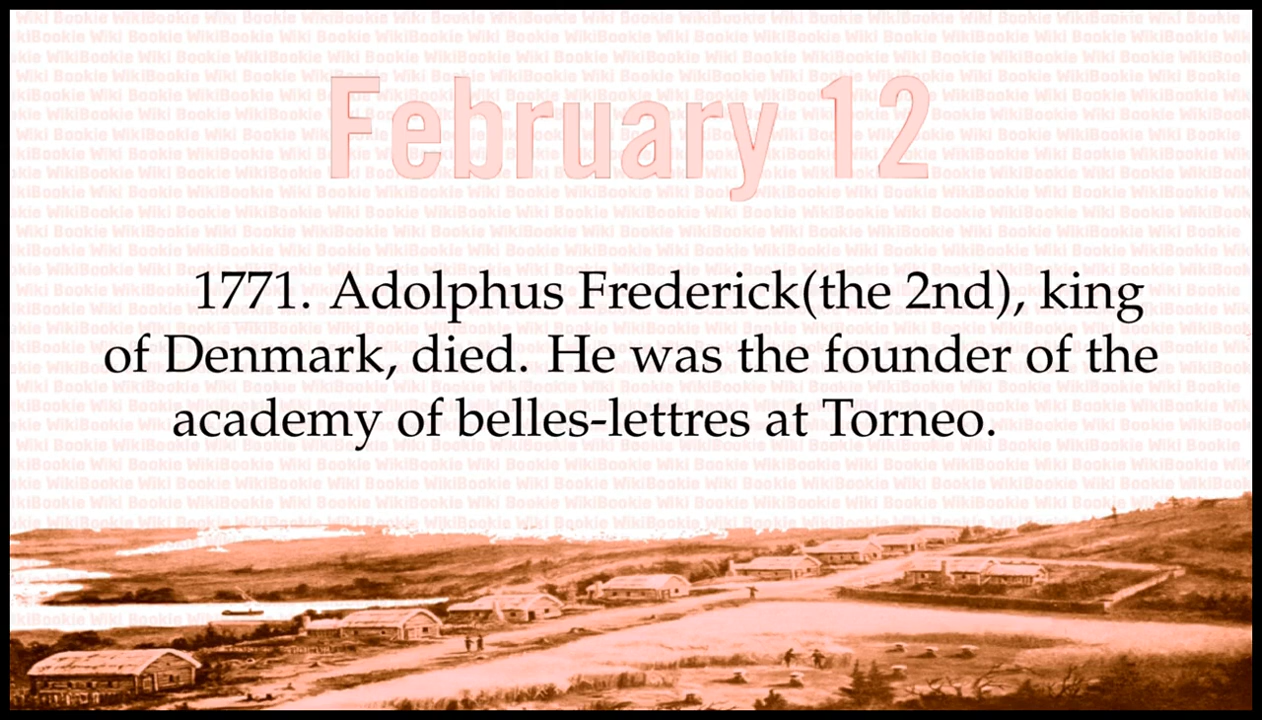 February 12
1771. Adolphus Frederick(the 2nd), king
of Denmark, died. He was the founder of the
academy of belles-lettres at Torneo.